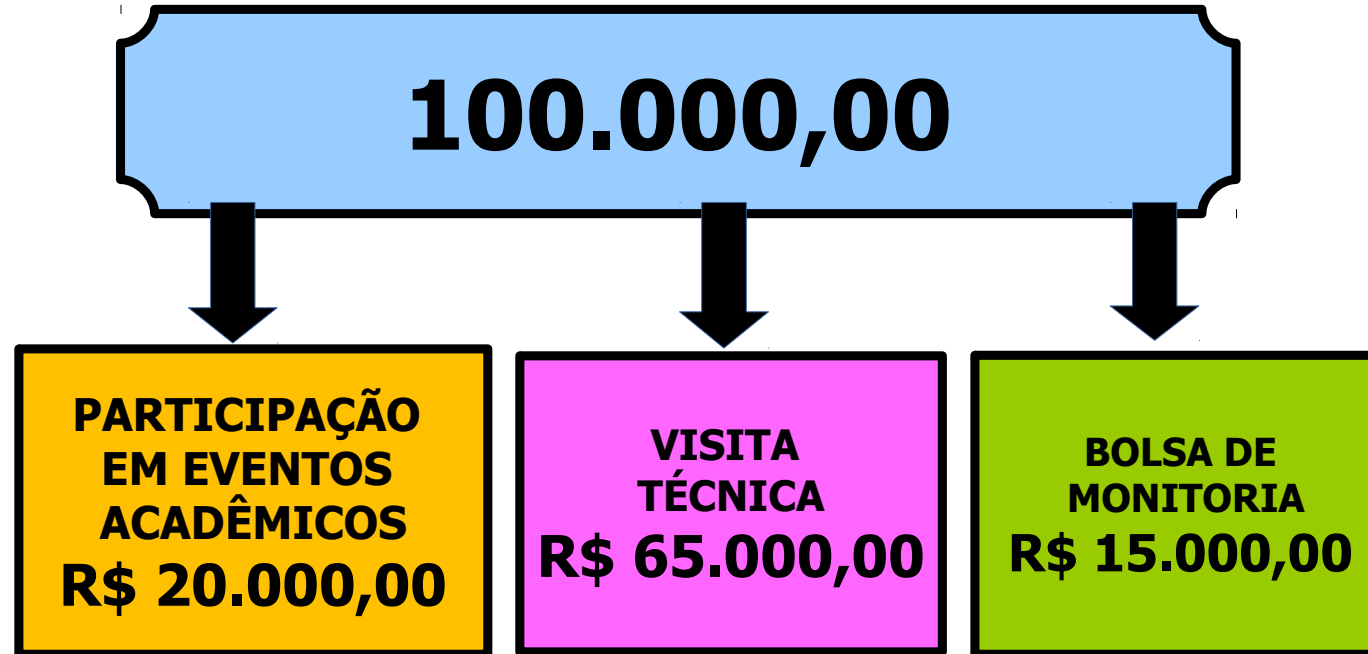 100.000,00
PARTICIPAÇÃO
EM EVENTOS
ACADÊMICOS
R$ 20.000,00
VISITA
TÉCNICA
R$ 65.000,00
BOLSA DE
MONITORIA
R$ 15.000,00